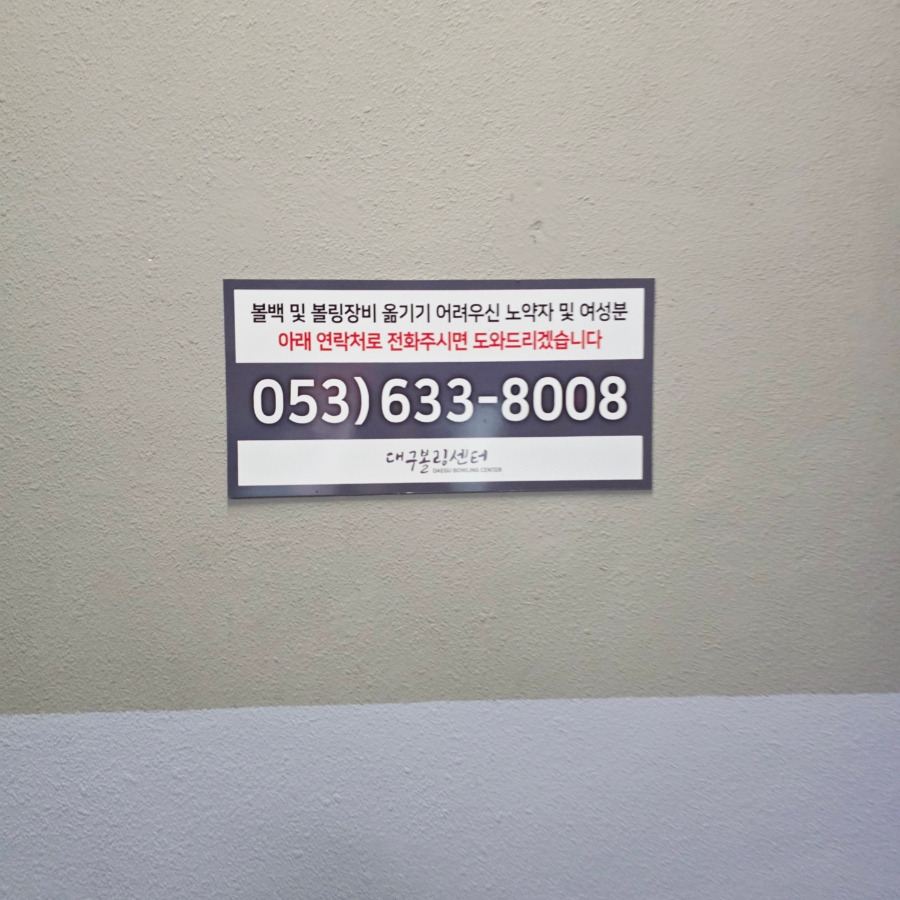 볼백 및 볼링장비 옮기기 어려우신 노약자 및 여성분
아래 연락처로 전화주시면 도와드리겠습니다
053) 633-8008
대구볼링센터
DAEGU BOWLING CENTER